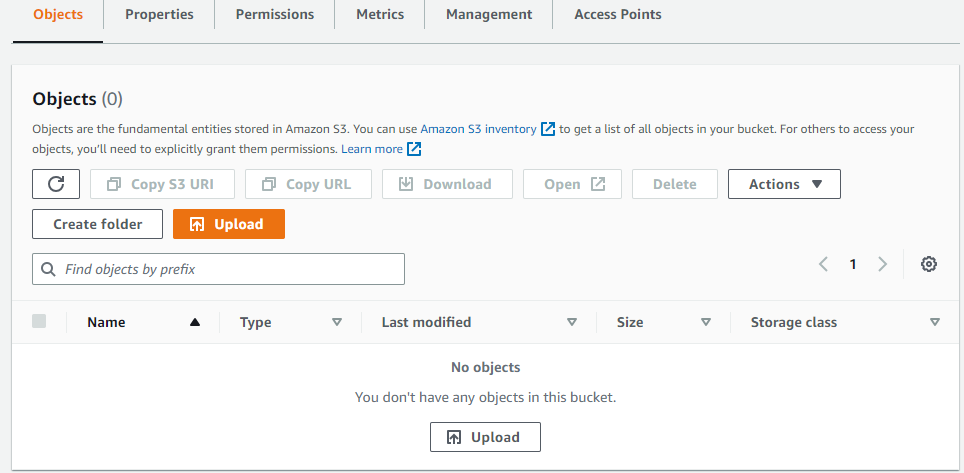 Objects Properties Permissions Metrics Management Access Points
Objects (0)
Objects are the fundamental entities stored in Amazon S3. You can use Amazon S3 inventory to get a list of all objects in your bucket. For others to access your
objects, you'll need to explicitly grant them permissions. Learn more
Copy S3 URI Copy URL Download Open Delete Actions
Create folder Upload
Find objects by prefix 1
Name Type Last modified Size Storage class
No objects
You don't have any objects in this bucket.
Upload